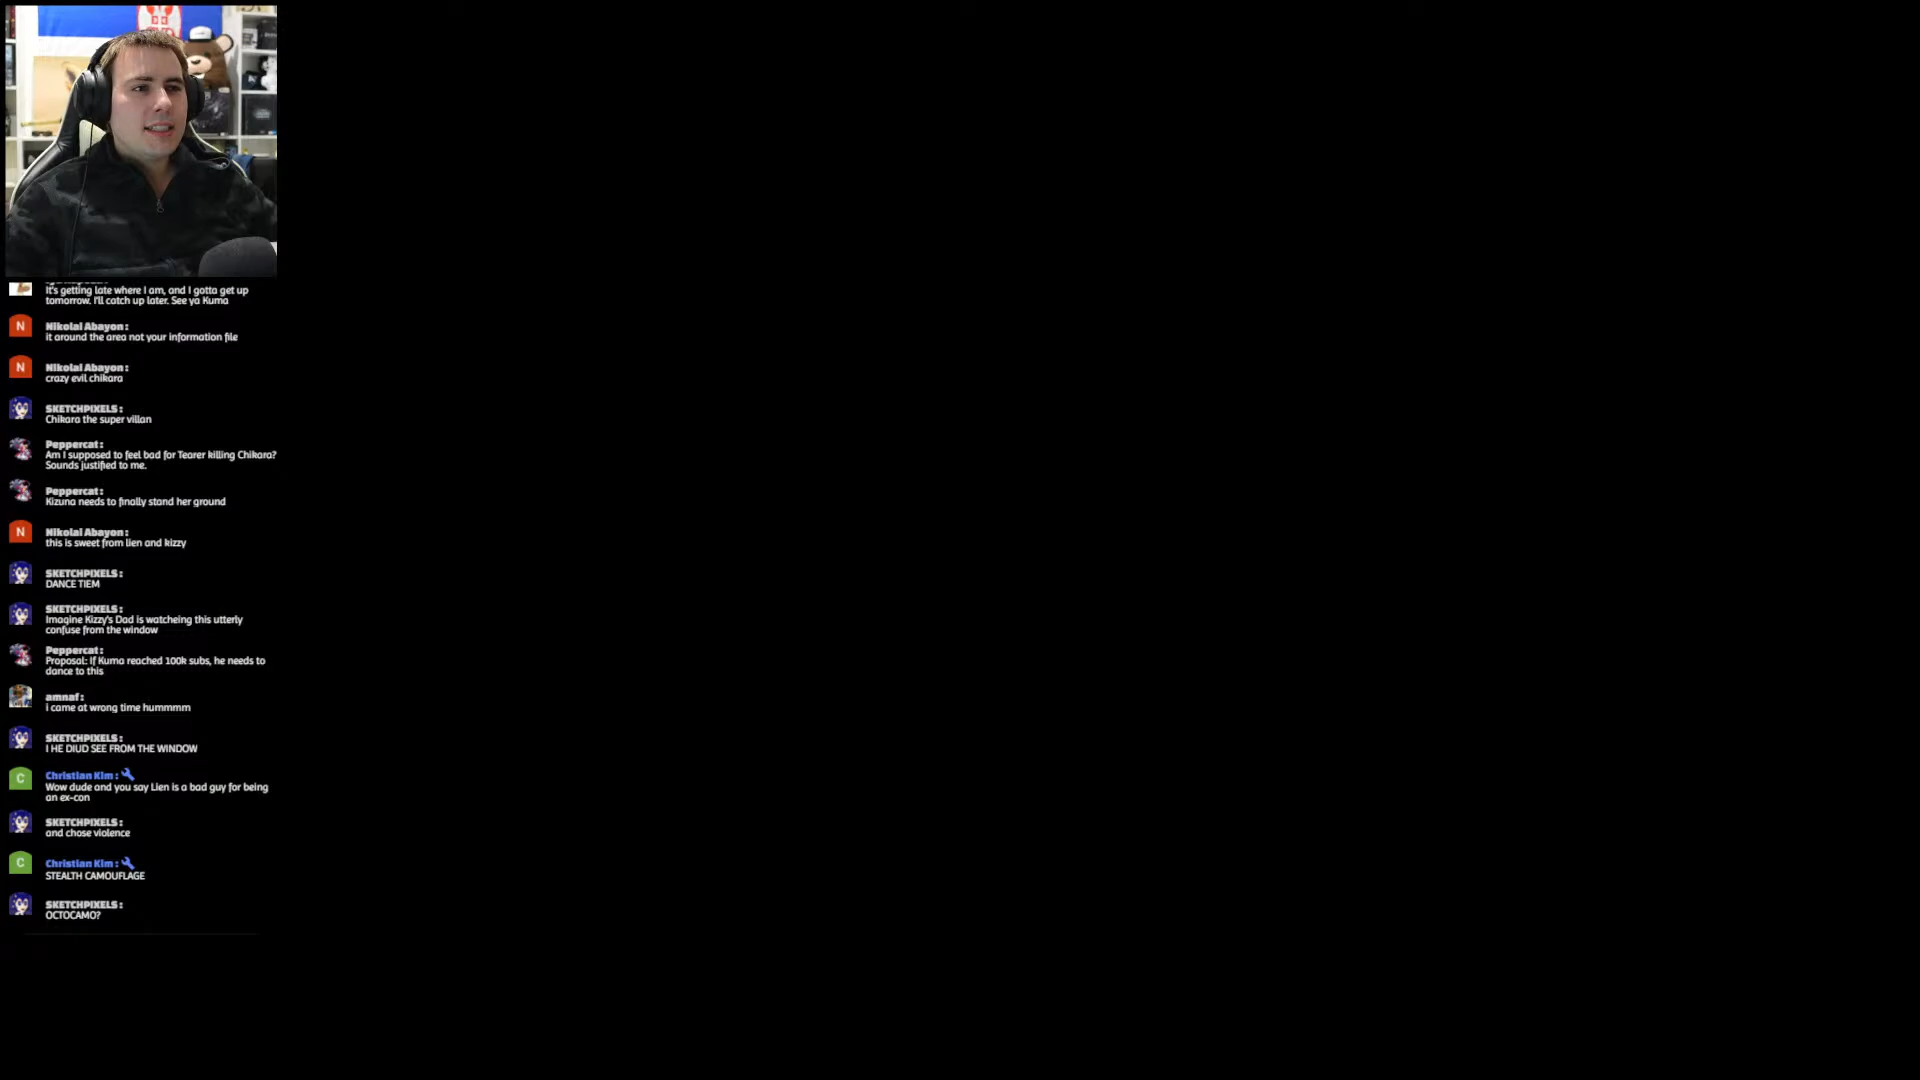 It's getting late where I am, and I gotta get up
tomorrow. I'll catch up later. See ya Kuma
N
Nikolai Abayon :
it around the area not your information file
N
Nikolai Abayon :
crazy evil chikara
SKETCHPIXELS :
Chikara the super villan
Peppercat :
Am I supposed to feel bad for Tearer killing Chikara?
Sounds justified to me.
Peppercat :
Kizuna needs to finally stand her ground
N
Nikolai Abayon :
this is sweet from lien and kizzy
SKETCHPIXELS :
DANCE TIEM
SKETCHPIXELS :
Imagine Kizzy's Dad is watcheing this utterly
confuse from the window
Peppercat :
Proposal: If Kuma reached 100k subs, he needs to
dance to this
amnaf :
i came at wrong time hummmm
SKETCHPIXELS :
I HE DIUD SEE FROM THE WINDOW
C
Christian Kim :
Wow dude and you say Lien is a bad guy for being
an ex-con
SKETCHPIXELS :
and chose violence
C
Christian Kim :
STEALTH CAMOUFLAGE
SKETCHPIXELS :
OCTOCAMO?